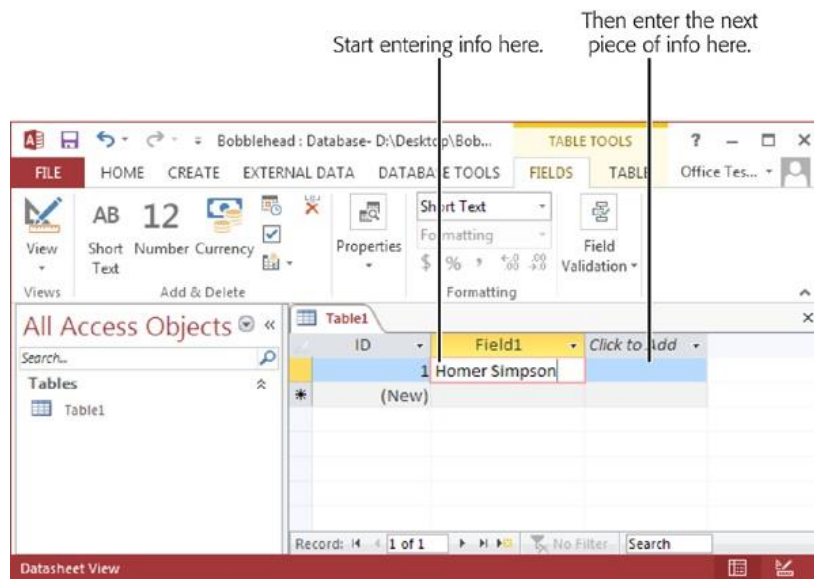 Then enter the next
Start entering info here. piece of info here.
Bobblehead : Database- D:\Desktop\Bob... TABLE TOOLS ?
FILE HOME CREATE EXTERNAL DATA DATABASE TOOLS FIELDS TABLE Office Tes...
AB 12 Short Text
Formatting
View Short Number Currency Properties Field
Text $ % , Validation
Views Add & Delete Formatting
All Access Objects «
Table1
ID Field1 Click to Add
Search...
1 Homer Simpson
Tables
(New)
Table1
Record: 1 of 1 No Filter Search
Datasheet View